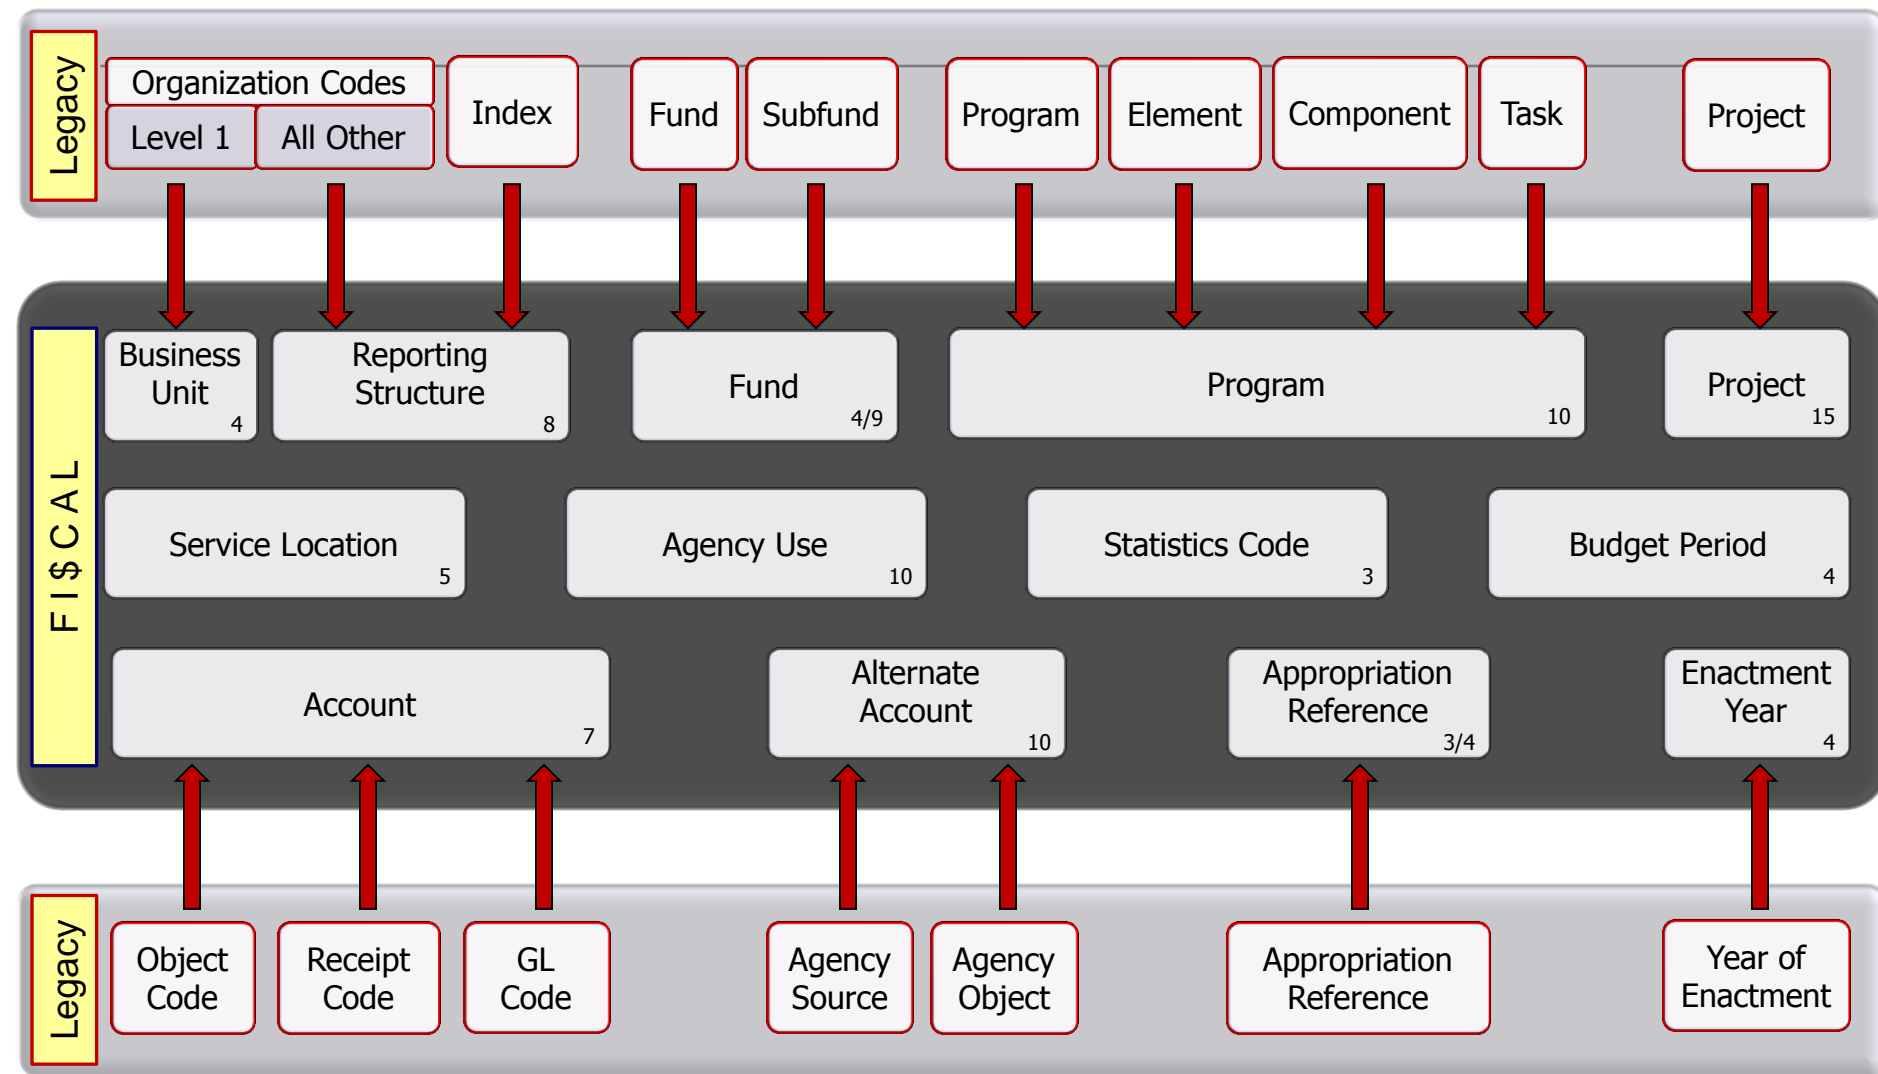 Legacy
Organization Codes
Level 1
All Other
Index
Fund
Subfund
Program
Element
Component
Task
Project
FI$CAL
Business
Unit
4
Reporting
Structure
8
Fund
4/9
Program
10
Project
15
Service Location
5
Agency Use
10
Statistics Code
3
Budget Period
4
Account
7
Alternate
Account
10
Appropriation
Reference
3/4
Enactment
Year
4
Legacy
Object
Code
Receipt
Code
GL
Code
Agency
Source
Agency
Object
Appropriation
Reference
Year of
Enactment